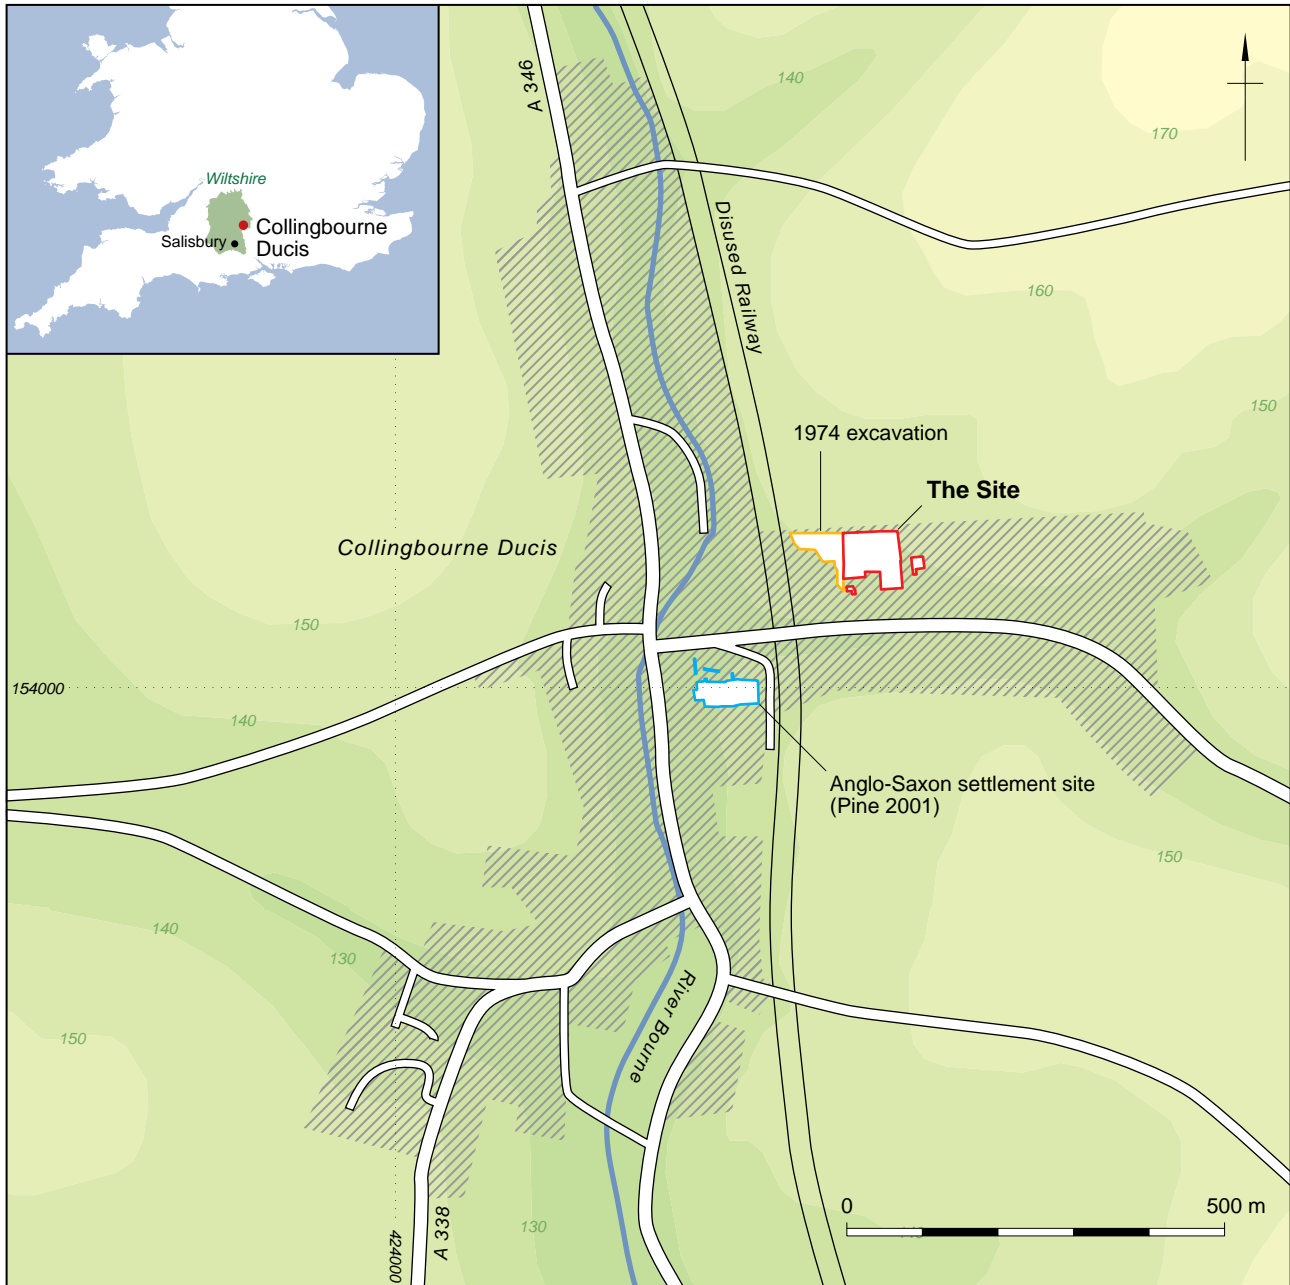 A 346
140
170
Wiltshire
Collingbourne
Ducis
Salisbury
Disused Railway
160
150
1974 excavation
The Site
Collingbourne Ducis
150
154000
140
Anglo-Saxon settlement site
(Pine 2001)
150
140
130
River Bourne
150
0
500 m
A 338
130
424000